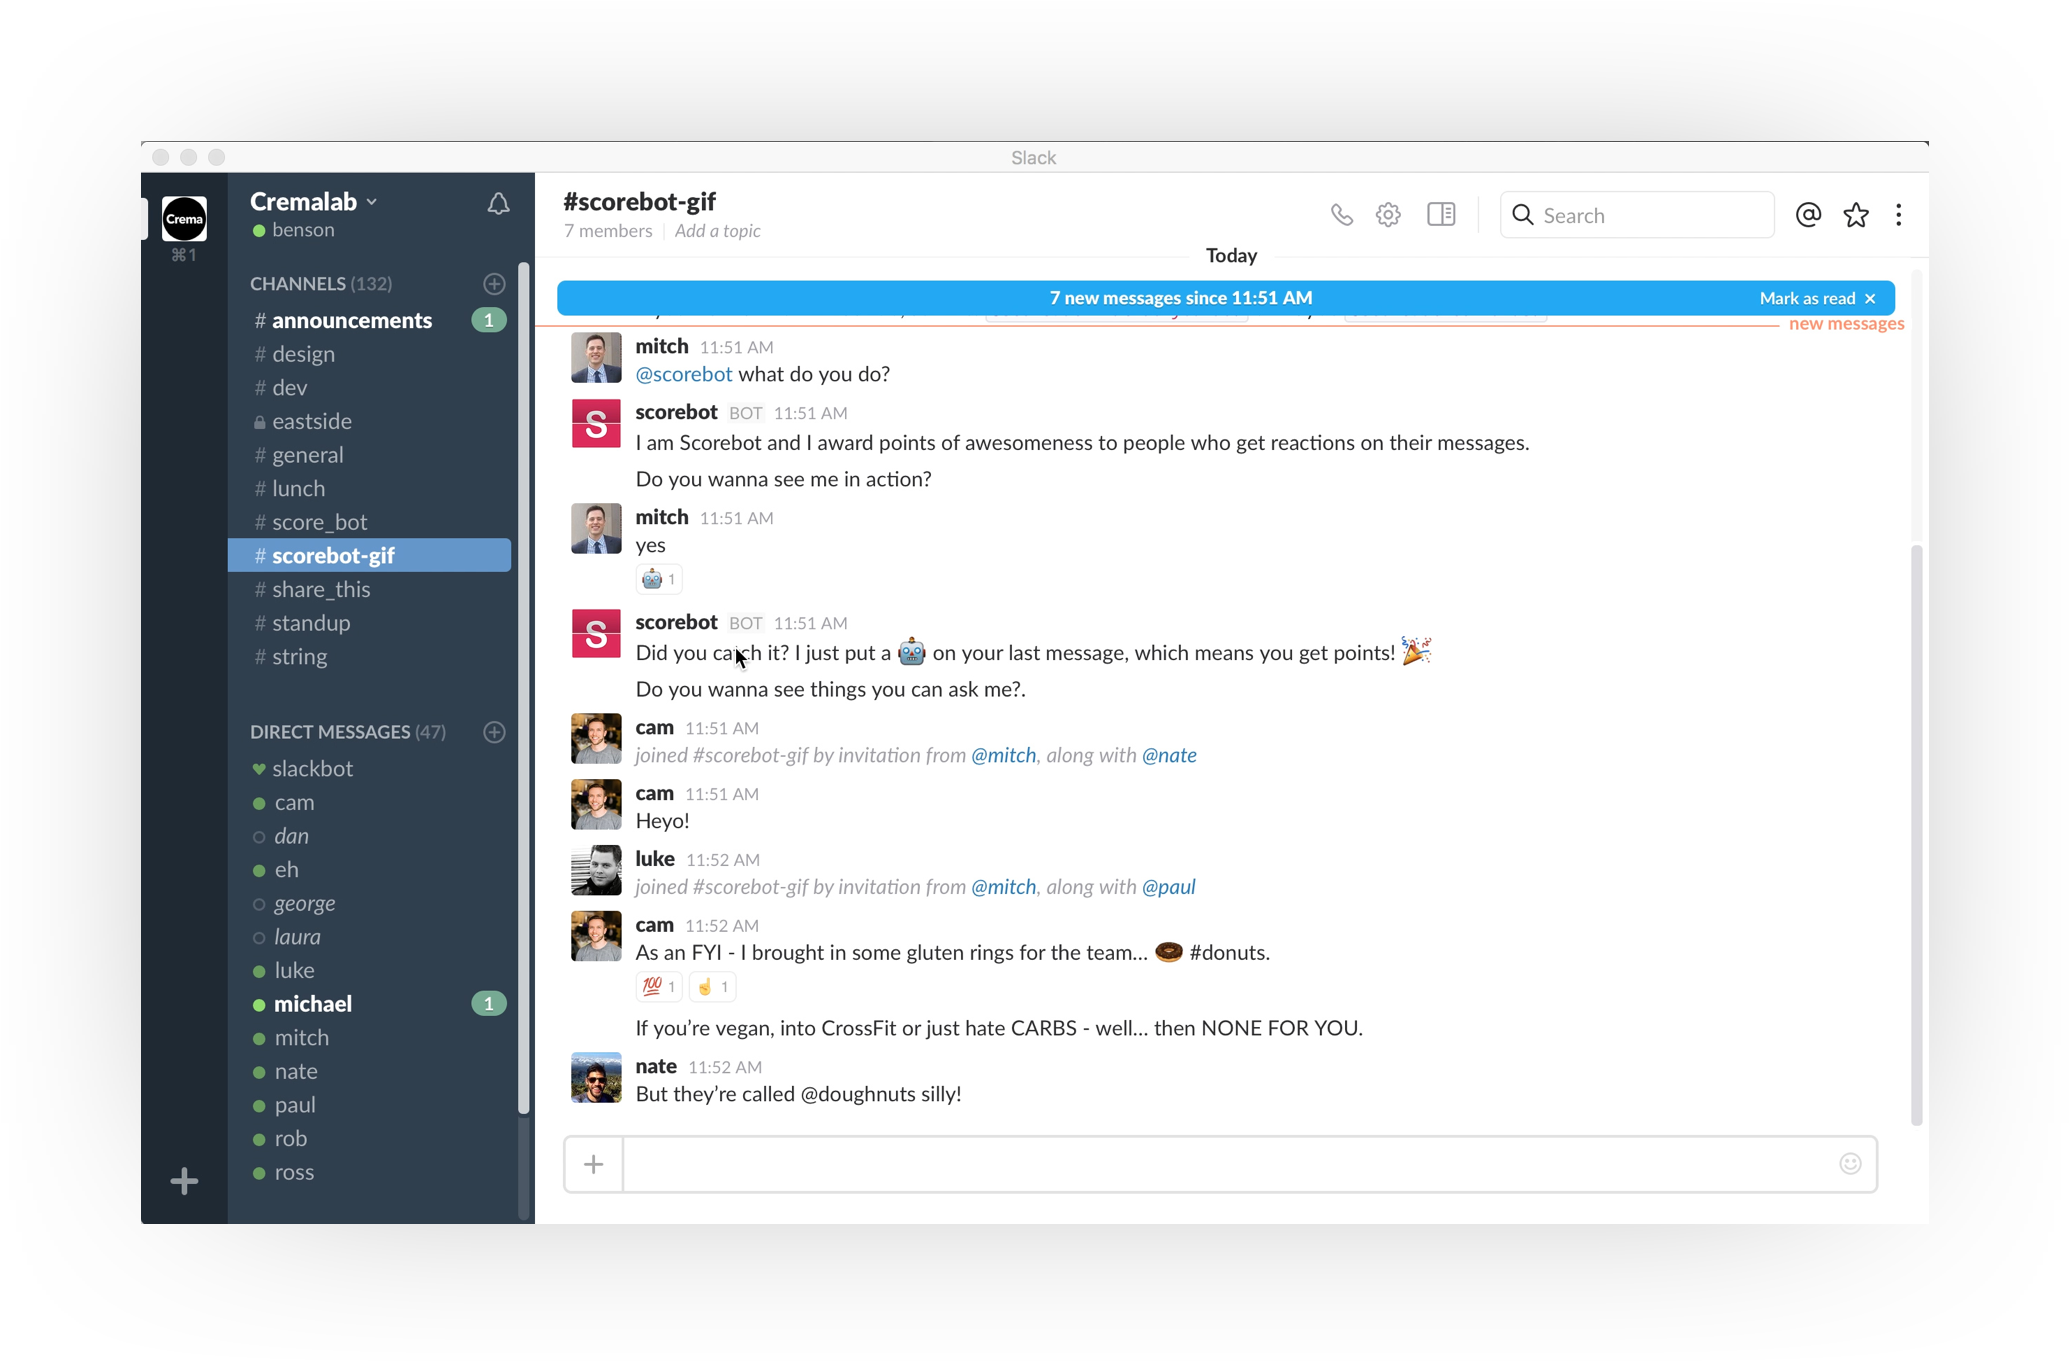 Slack
Crema
⌘1
Cremalab
benson
CHANNELS (132)
# announcements 1
# design
# dev
eastside
# general
# lunch
# score_bot
# scorebot-gif
# share_this
# standup
# string
DIRECT MESSAGES (47)
slackbot
cam
dan
eh
george
laura
luke
michael 1
mitch
nate
paul
rob
ross
#scorebot-gif
7 members Add a topic
Search
Today
7 new messages since 11:51 AM Mark as read ×
new messages
mitch 11:51 AM
@scorebot what do you do?
S
scorebot BOT 11:51 AM
I am Scorebot and I award points of awesomeness to people who get reactions on their messages.
Do you wanna see me in action?
mitch 11:51 AM
yes
🤖 1
S
scorebot BOT 11:51 AM
Did you catch it? I just put a 🤖 on your last message, which means you get points! 🎉
Do you wanna see things you can ask me?.
cam 11:51 AM
joined #scorebot-gif by invitation from @mitch, along with @nate
cam 11:51 AM
Heyo!
luke 11:52 AM
joined #scorebot-gif by invitation from @mitch, along with @paul
cam 11:52 AM
As an FYI - I brought in some gluten rings for the team... 🍩 #donuts.
💯 1 ☝ 1
If you're vegan, into CrossFit or just hate CARBS - well... then NONE FOR YOU.
nate 11:52 AM
But they're called @doughnuts silly!